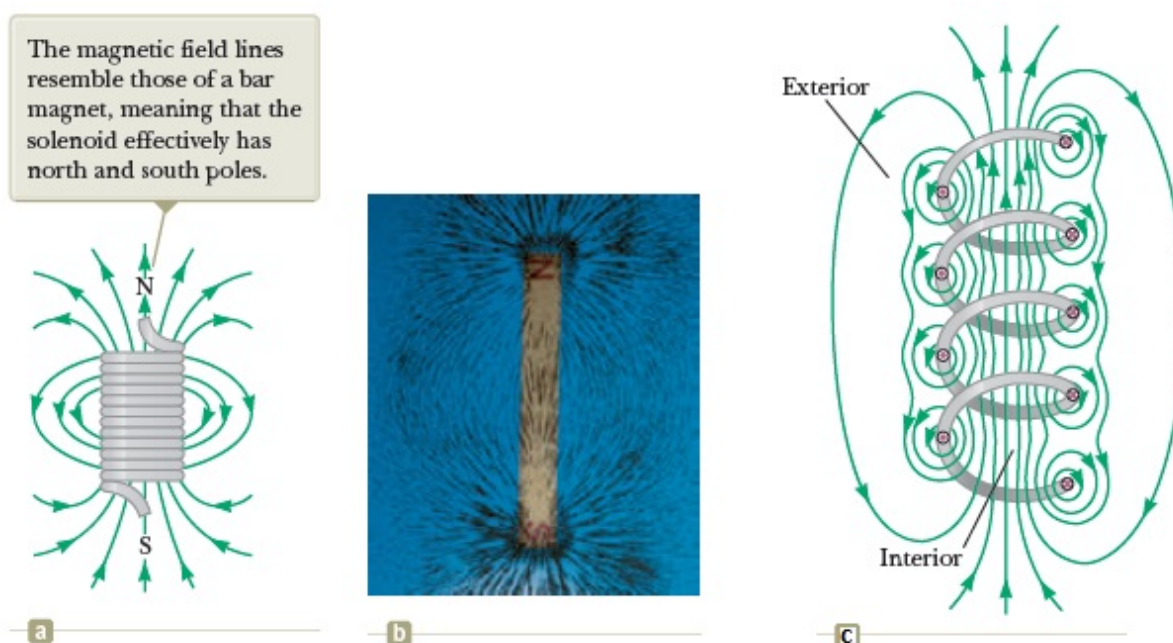 The magnetic field lines
resemble those of a bar
magnet, meaning that the
solenoid effectively has
north and south poles.
N
S
a
N
S
b
Exterior
Interior
c